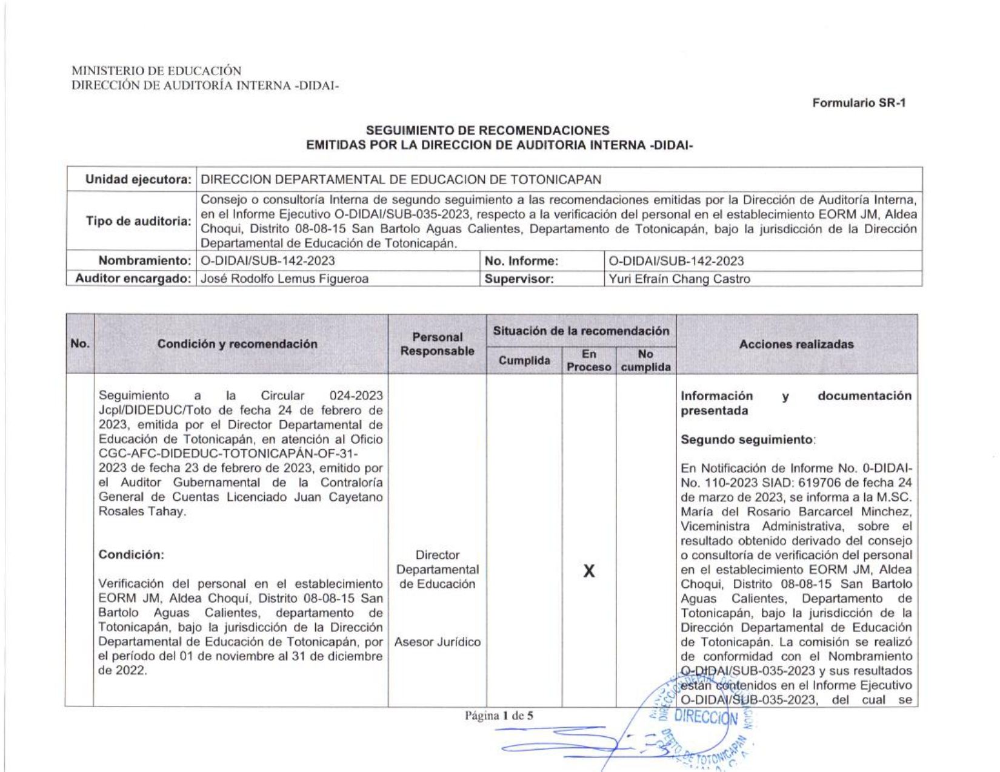 MINISTERIO DE EDUCACIÓN
DIRECCIÓN DE AUDITORÍA INTERNA -DIDAI-
Formulario SR-1
SEGUIMIENTO DE RECOMENDACIONES
EMITIDAS POR LA DIRECCION DE AUDITORIA INTERNA -DIDAI-
Unidad ejecutora: DIRECCION DEPARTAMENTAL DE EDUCACION DE TOTONICAPAN
Tipo de auditoria:
Consejo o consultoría Interna de segundo seguimiento a las recomendaciones emitidas por la Dirección de Auditoría Interna,
en el Informe Ejecutivo O-DIDAI/SUB-035-2023, respecto a la verificación del personal en el establecimiento EORM JM, Aldea
Choqui, Distrito 08-08-15 San Bartolo Aguas Calientes, Departamento de Totonicapán, bajo la jurisdicción de la Dirección
Departamental de Educación de Totonicapán.
Nombramiento: O-DIDAI/SUB-142-2023 No. Informe: O-DIDAI/SUB-142-2023
Auditor encargado: José Rodolfo Lemus Figueroa Supervisor: Yuri Efraín Chang Castro
No.
Condición y recomendación
Personal
Responsable
Situación de la recomendación
Cumplida
En
Proceso
No
cumplida
Acciones realizadas
Seguimiento a la Circular 024-2023
Jcpl/DIDEDUC/Toto de fecha 24 de febrero de
2023, emitida por el Director Departamental de
Educación de Totonicapán, en atención al Oficio
CGC-AFC-DIDEDUC-TOTONICAPÁN-OF-31-
2023 de fecha 23 de febrero de 2023, emitido por
el Auditor Gubernamental de la Contraloría
General de Cuentas Licenciado Juan Cayetano
Rosales Tahay.
Condición:
Verificación del personal en el establecimiento
EORM JM, Aldea Choquí, Distrito 08-08-15 San
Bartolo Aguas Calientes, departamento de
Totonicapán, bajo la jurisdicción de la Dirección
Departamental de Educación de Totonicapán, por
el período del 01 de noviembre al 31 de diciembre
de 2022.
Director
Departamental
de Educación
Asesor Jurídico
X
Información y documentación
presentada
Segundo seguimiento:
En Notificación de Informe No. 0-DIDAI-
No. 110-2023 SIAD: 619706 de fecha 24
de marzo de 2023, se informa a la M.SC.
María del Rosario Barcarcel Minchez,
Viceministra Administrativa, sobre el
resultado obtenido derivado del consejo
o consultoría de verificación del personal
en el establecimiento EORM JM, Aldea
Choqui, Distrito 08-08-15 San Bartolo
Aguas Calientes, Departamento de
Totonicapán, bajo la jurisdicción de la
Dirección Departamental de Educación
de Totonicapán. La comisión se realizó
de conformidad con el Nombramiento
O-DIDAI/SUB-035-2023 y sus resultados
están contenidos en el Informe Ejecutivo
O-DIDAI/SUB-035-2023, del cual se
Página 1 de 5
DIRECCIÓN
DEPTO. DE TOTONICAPAN